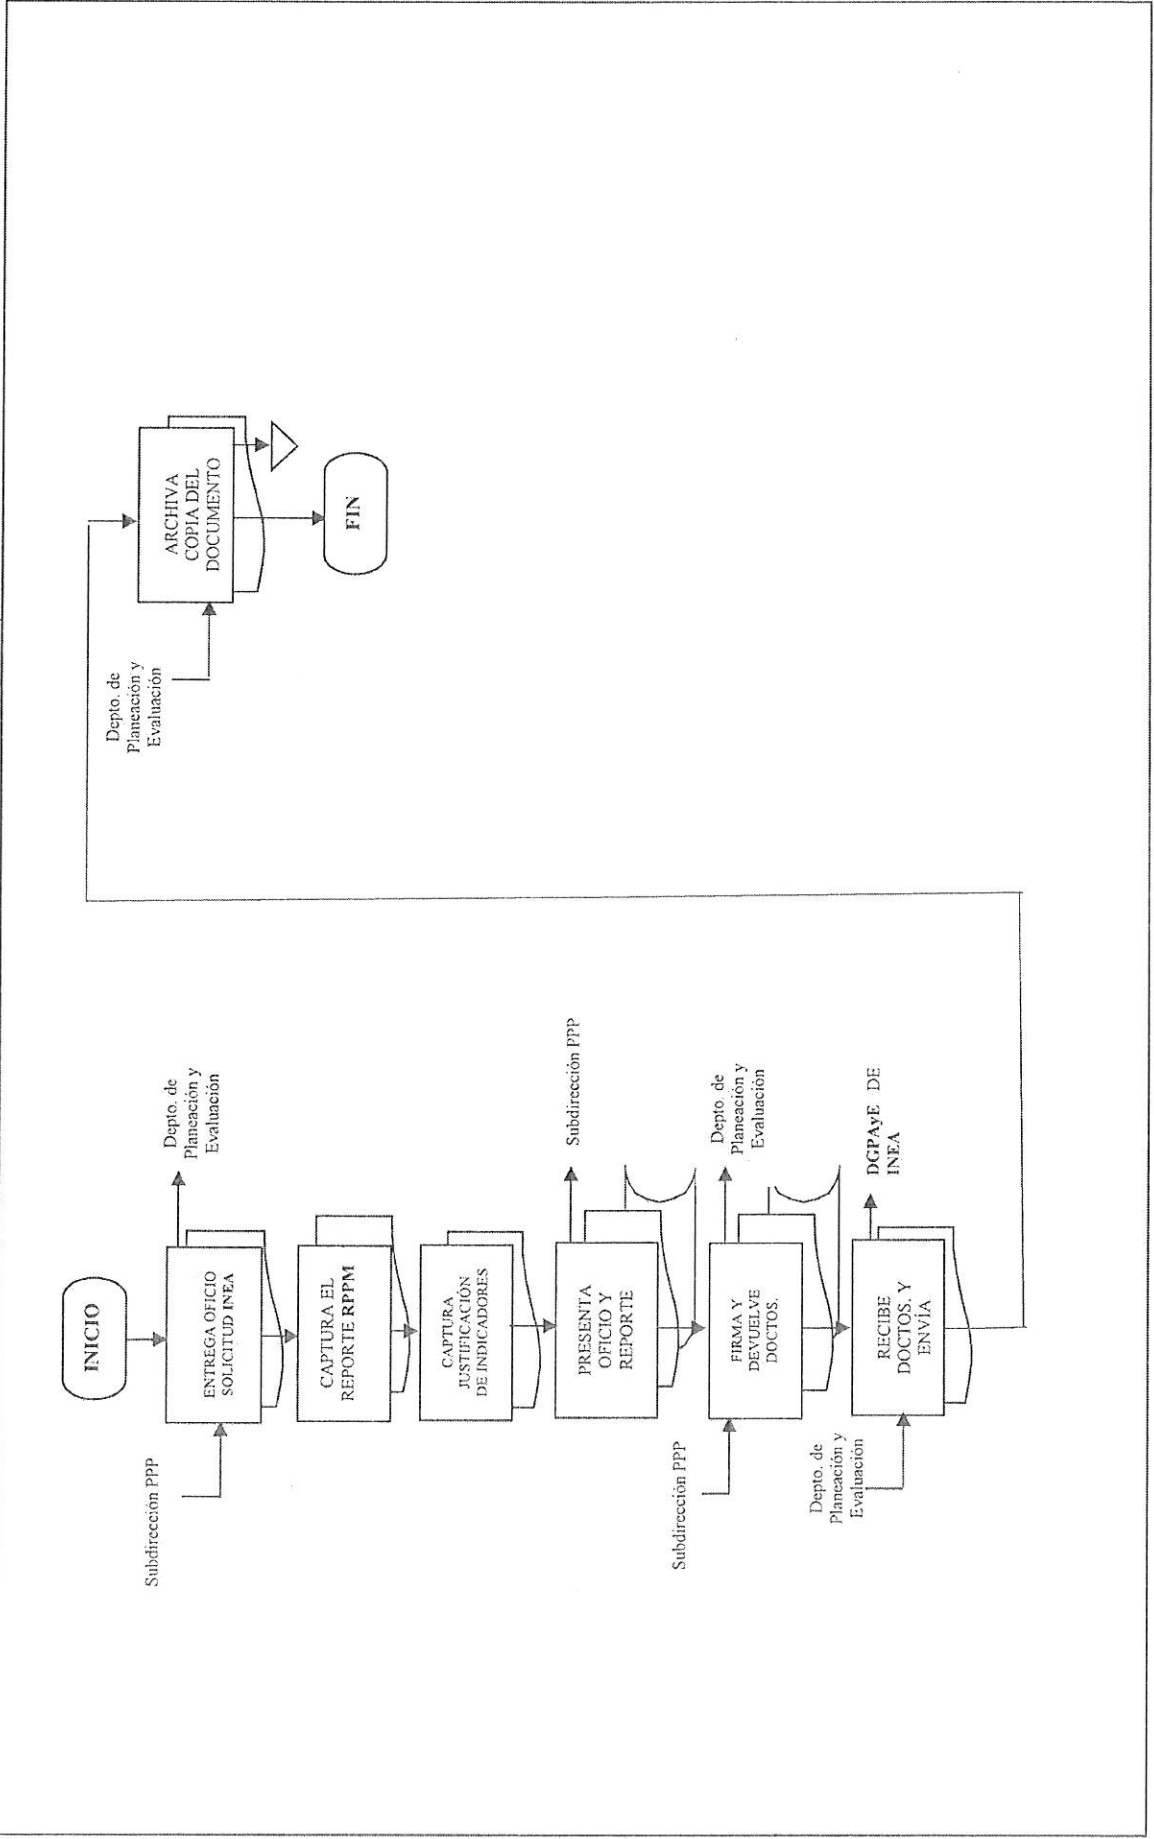 INICIO
Subdirección PPP
ENTREGA OFICIO
SOLICITUD INEA
Depto. de
Planeación y
Evaluación
CAPTURA EL
REPORTE RPPM
CAPTURA
JUSTIFICACIÓN
DE INDICADORES
PRESENTA
OFICIO Y
REPORTE
Subdirección PPP
Subdirección PPP
FIRMA Y
DEVUELVE
DOCTOS.
Depto. de
Planeación y
Evaluación
Depto. de
Planeación y
Evaluación
RECIBE
DOCTOS. Y
ENVÍA
DGPAyE DE
INEA
Depto. de
Planeación y
Evaluación
ARCHIVA
COPIA DEL
DOCUMENTO
FIN